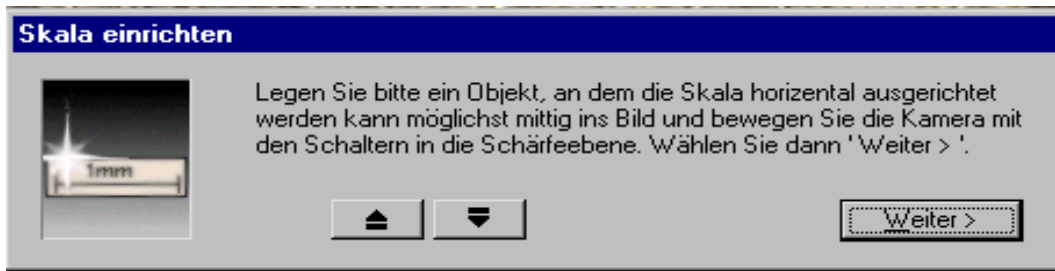 Skala einrichten
Legen Sie bitte ein Objekt, an dem die Skala horizental ausgerichtet
werden kann möglichst mittig ins Bild und bewegen Sie die Kamera mit
den Schaltern in die Schärfeebene. Wählen Sie dann ' Weiter > '.
1mm
Weiter >